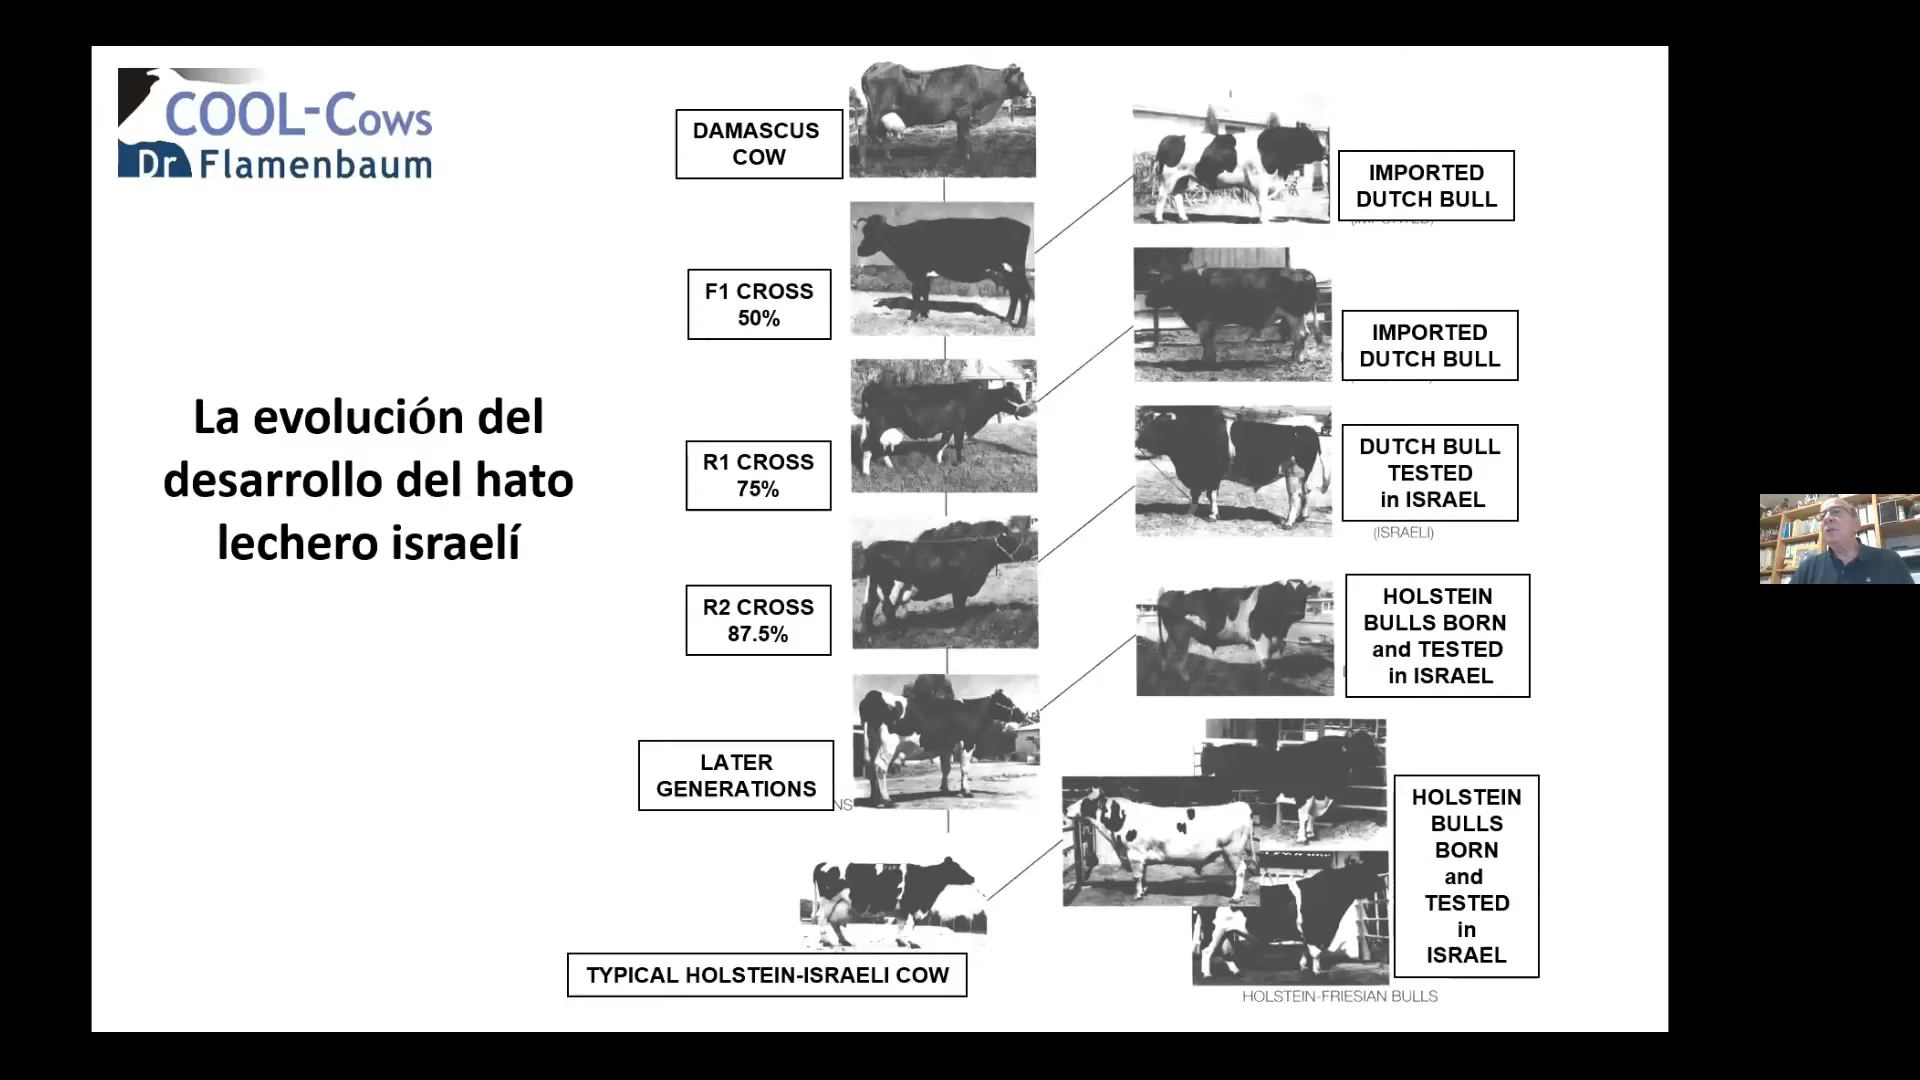 COOL-Cows
Dr Flamenbaum
La evolución del
desarrollo del hato
lechero israelí
DAMASCUS
COW
F1 CROSS
50%
R1 CROSS
75%
R2 CROSS
87.5%
LATER
GENERATIONS
NS
TYPICAL HOLSTEIN-ISRAELI COW
IMPORTED
DUTCH BULL
IMPORTED
DUTCH BULL
DUTCH BULL
TESTED
in ISRAEL
(ISRAELI)
HOLSTEIN
BULLS BORN
and TESTED
in ISRAEL
HOLSTEIN
BULLS
BORN
and
TESTED
in
ISRAEL
HOLSTEIN-FRIESIAN BULLS